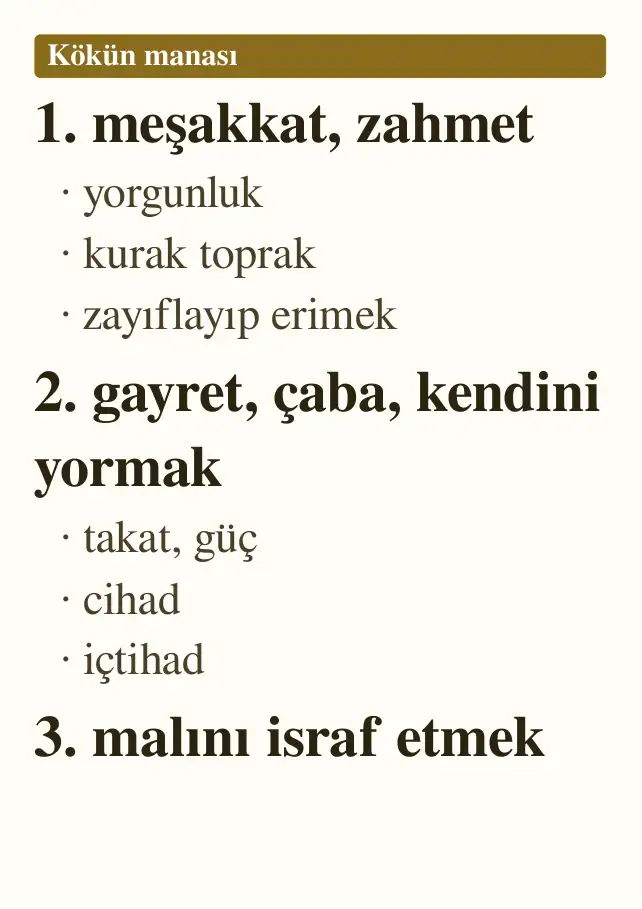 Kökün manası
1. meşakkat, zahmet
· yorgunluk
· kurak toprak
· zayıflayıp erimek
2. gayret, çaba, kendini
yormak
· takat, güç
· cihad
· içtihad
3. malını israf etmek